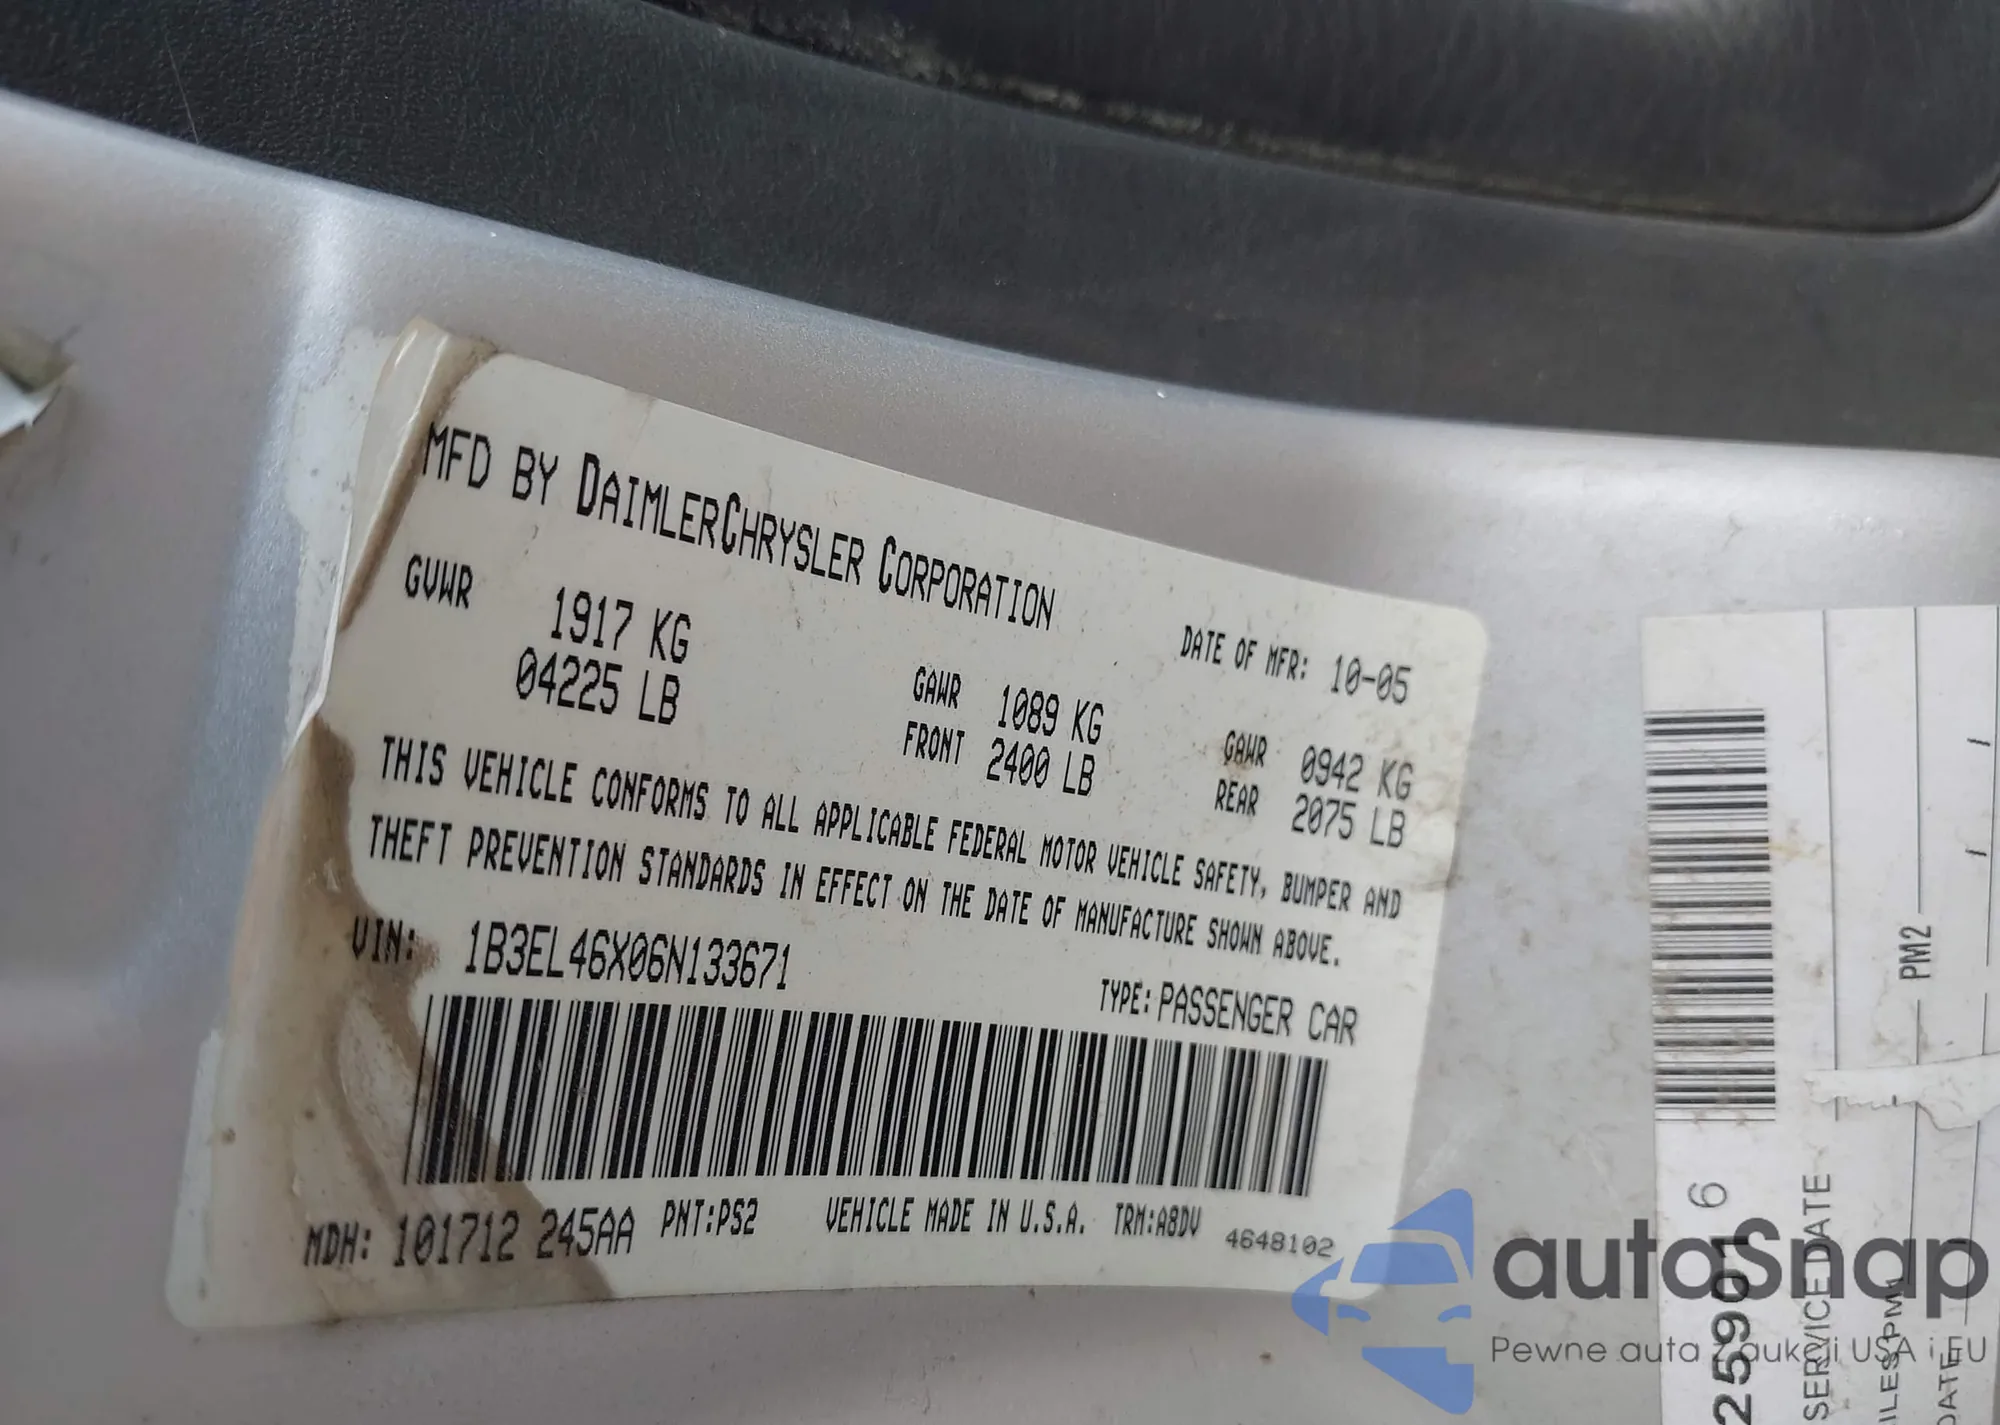 MFD BY DAIMLERCHRYSLER CORPORATION
DATE OF MFR: 10-05
GVWR 1917 KG
04225 LB
GAWR 1089 KG
FRONT 2400 LB
GAWR 0942 KG
REAR 2075 LB
THIS VEHICLE CONFORMS TO ALL APPLICABLE FEDERAL MOTOR VEHICLE SAFETY, BUMPER AND
THEFT PREVENTION STANDARDS IN EFFECT ON THE DATE OF MANUFACTURE SHOWN ABOVE.
VIN: 1B3EL46X06N133671
TYPE: PASSENGER CAR
MDH: 101712 245AA PNT:PS2 VEHICLE MADE IN U.S.A. TRM:A8DV 4648102
259016
SERVICE DATE
PM2
autoSnap
Pewne auta z aukcji USA i EU